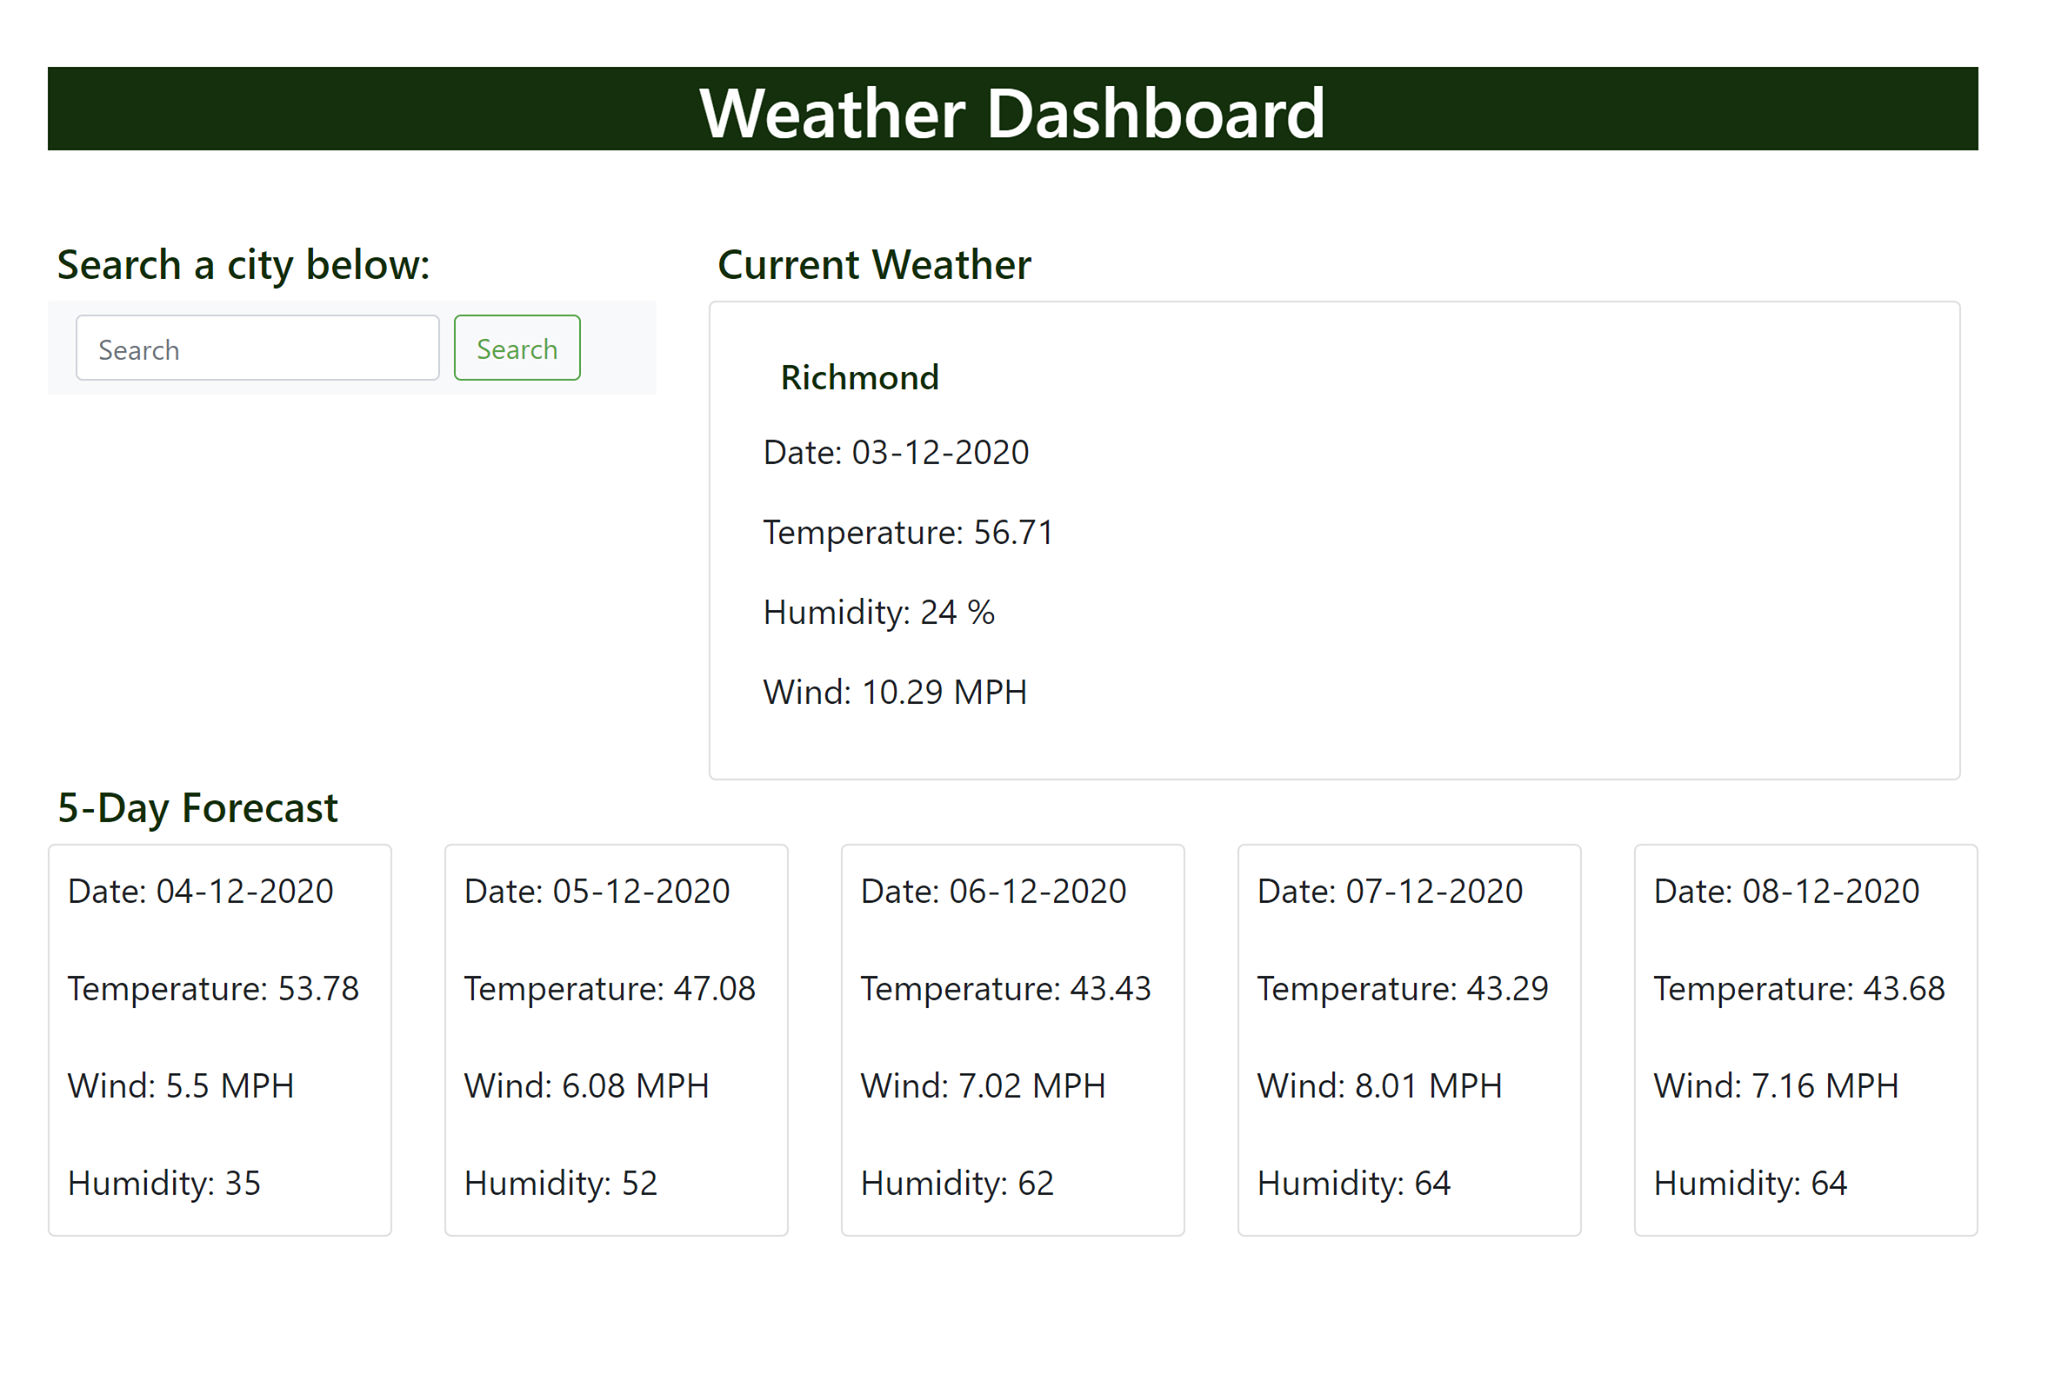 Weather Dashboard
Search a city below:
Search
Search
Current Weather
Richmond
Date: 03-12-2020
Temperature: 56.71
Humidity: 24 %
Wind: 10.29 MPH
5-Day Forecast
Date: 04-12-2020
Temperature: 53.78
Wind: 5.5 MPH
Humidity: 35
Date: 05-12-2020
Temperature: 47.08
Wind: 6.08 MPH
Humidity: 52
Date: 06-12-2020
Temperature: 43.43
Wind: 7.02 MPH
Humidity: 62
Date: 07-12-2020
Temperature: 43.29
Wind: 8.01 MPH
Humidity: 64
Date: 08-12-2020
Temperature: 43.68
Wind: 7.16 MPH
Humidity: 64